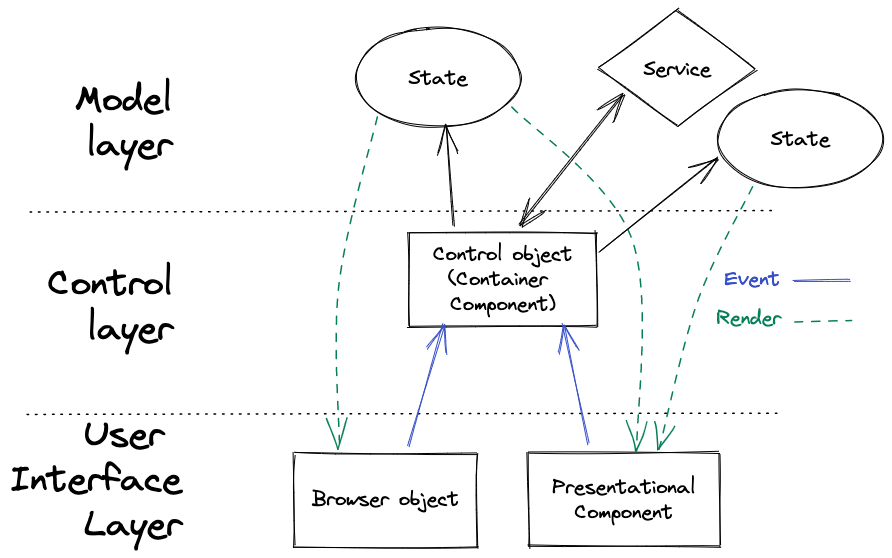 Model
layer
State
Service
State
Control
layer
Control object
(Container
Component)
Event
Render
User
Interface
Layer
Browser object
Presentational
Component